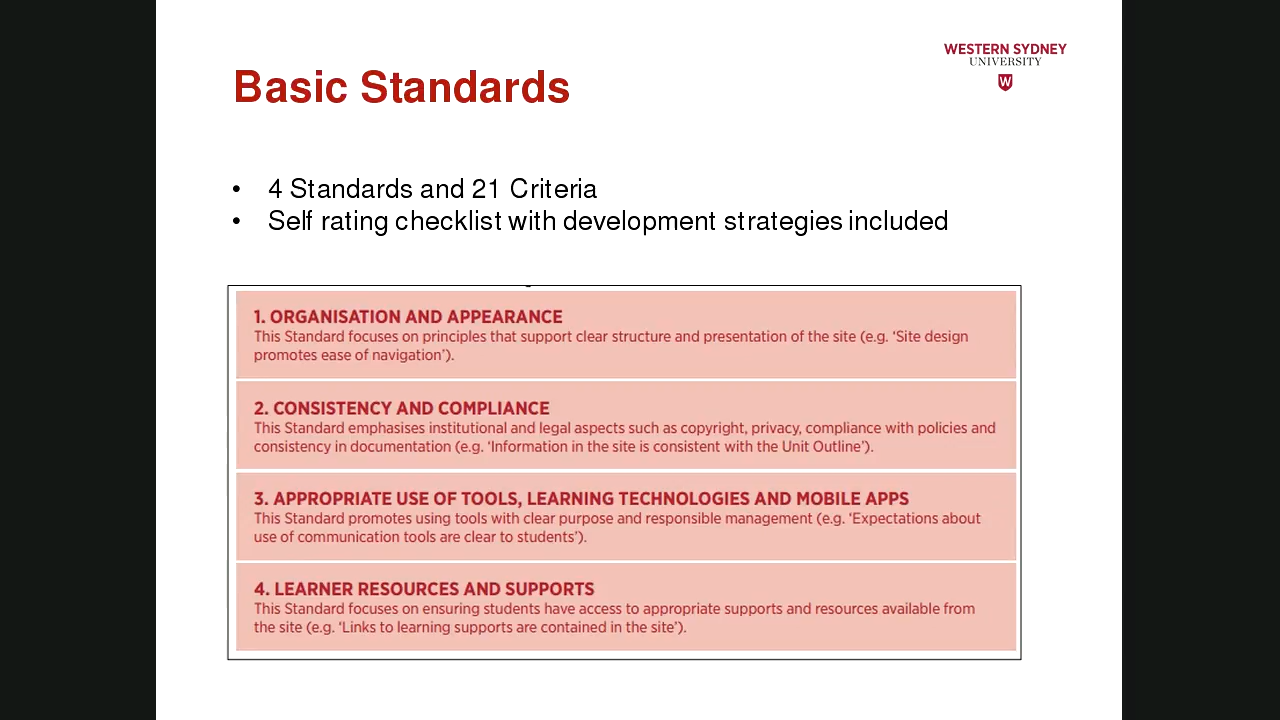 WESTERN SYDNEY
UNIVERSITY
W
Basic Standards
• 4 Standards and 21 Criteria
• Self rating checklist with development strategies included
1. ORGANISATION AND APPEARANCE
This Standard focuses on principles that support clear structure and presentation of the site (e.g. ‘Site design
promotes ease of navigation’).
2. CONSISTENCY AND COMPLIANCE
This Standard emphasises institutional and legal aspects such as copyright, privacy, compliance with policies and
consistency in documentation (e.g. ‘Information in the site is consistent with the Unit Outline’).
3. APPROPRIATE USE OF TOOLS, LEARNING TECHNOLOGIES AND MOBILE APPS
This Standard promotes using tools with clear purpose and responsible management (e.g. ‘Expectations about
use of communication tools are clear to students’).
4. LEARNER RESOURCES AND SUPPORTS
This Standard focuses on ensuring students have access to appropriate supports and resources available from
the site (e.g. ‘Links to learning supports are contained in the site’).